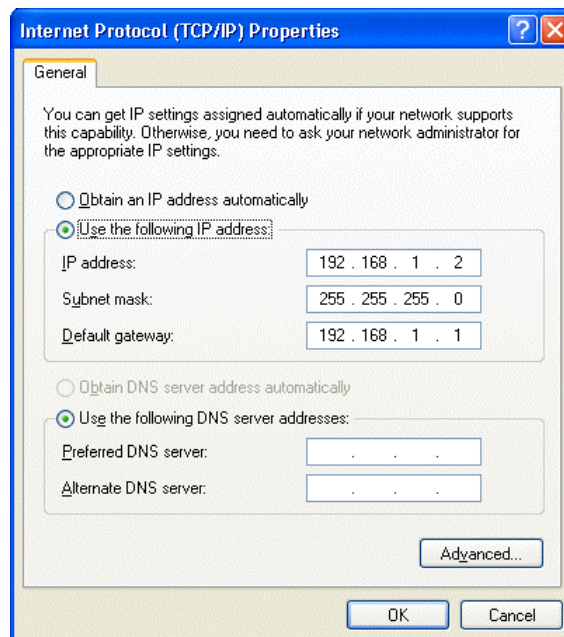 Internet Protocol (TCP/IP) Properties
General
You can get IP settings assigned automatically if your network supports
this capability. Otherwise, you need to ask your network administrator for
the appropriate IP settings.
Obtain an IP address automatically
Use the following IP address:
IP address: 192 . 168 . 1 . 2
Subnet mask: 255 . 255 . 255 . 0
Default gateway: 192 . 168 . 1 . 1
Obtain DNS server address automatically
Use the following DNS server addresses:
Preferred DNS server: . . .
Alternate DNS server: . . .
Advanced...
OK Cancel